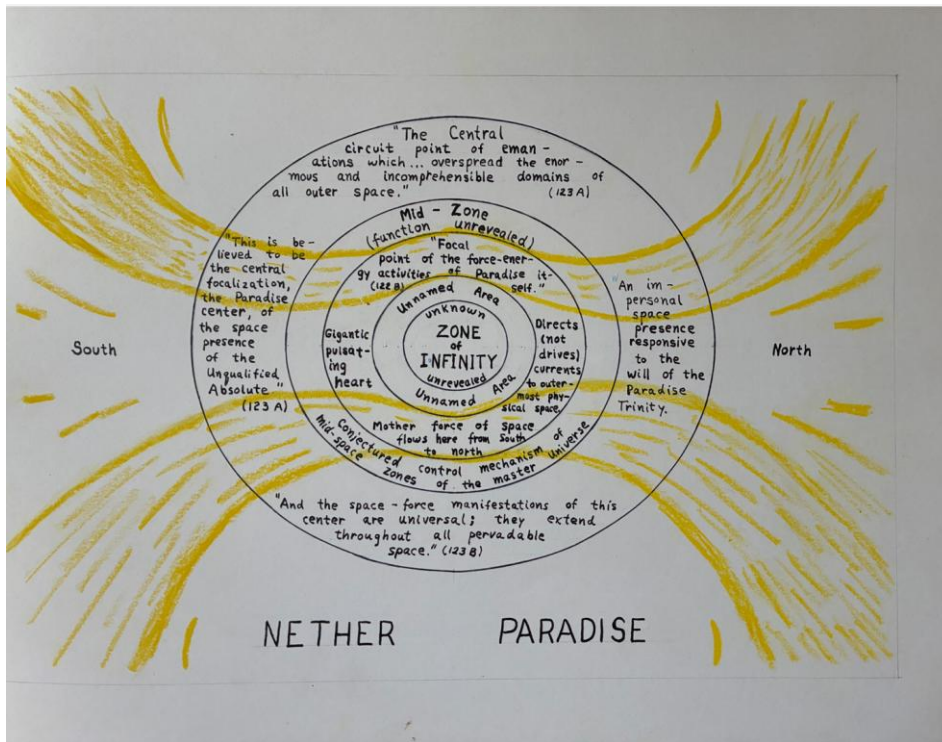 "The Central
circuit point of eman-
ations which... overspread the enor-
mous and incomprehensible domains of
all outer space."
(123 A)
Mid - Zone
(function unrevealed)
"Focal
point of the force-ener-
gy activities of Paradise it-
self."
(122 B)
Unnamed Area
unknown
ZONE
of
INFINITY
unrevealed
Unnamed Area
"This is be-
lieved to be
the central
focalization,
the Paradise
center, of
the space
presence
of the
Unqualified
Absolute"
(123 A)
Gigantic
pulsat-
ing
heart
Directs
(not
drives)
currents
to outer-
most phy-
sical space.
"An im-
personal
space
presence
responsive
to the
will of the
Paradise
Trinity.
South
North
Mother force of space
flows here from South
to north
Conjectured control mechanism of
mid-space zones of the master universe
"And the space-force manifestations of this
center are universal; they extend
throughout all pervadable
space." (123 B)
NETHER PARADISE